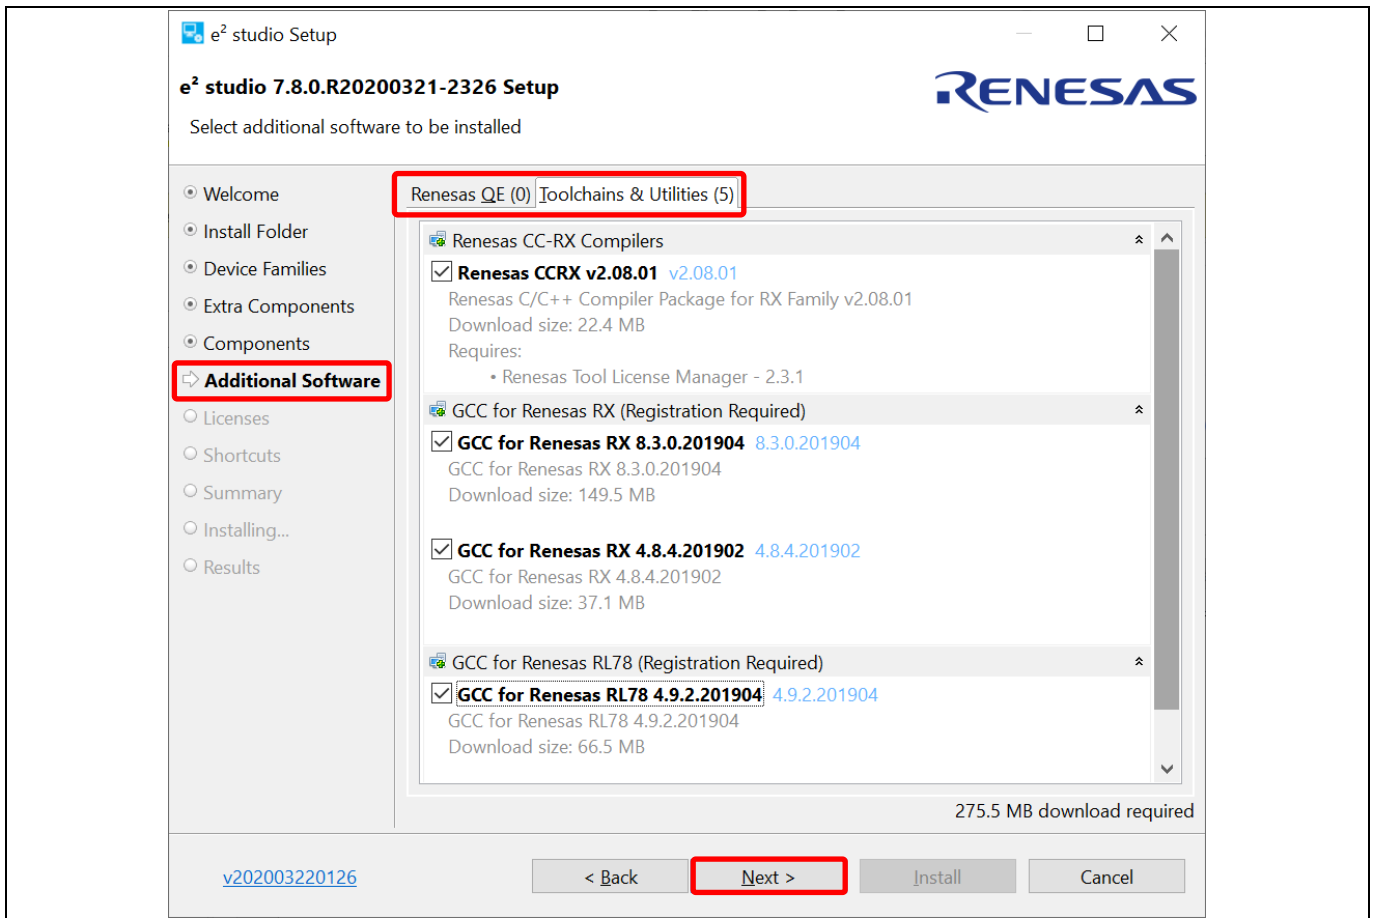 e² studio Setup
e² studio 7.8.0.R20200321-2326 Setup
RENESAS
Select additional software to be installed
Welcome
Install Folder
Device Families
Extra Components
Components
Additional Software
Licenses
Shortcuts
Summary
Installing...
Results
Renesas QE (0) Toolchains & Utilities (5)
Renesas CC-RX Compilers
Renesas CCRX v2.08.01 v2.08.01
Renesas C/C++ Compiler Package for RX Family v2.08.01
Download size: 22.4 MB
Requires:
• Renesas Tool License Manager - 2.3.1
GCC for Renesas RX (Registration Required)
GCC for Renesas RX 8.3.0.201904 8.3.0.201904
GCC for Renesas RX 8.3.0.201904
Download size: 149.5 MB
GCC for Renesas RX 4.8.4.201902 4.8.4.201902
GCC for Renesas RX 4.8.4.201902
Download size: 37.1 MB
GCC for Renesas RL78 (Registration Required)
GCC for Renesas RL78 4.9.2.201904 4.9.2.201904
GCC for Renesas RL78 4.9.2.201904
Download size: 66.5 MB
275.5 MB download required
v202003220126
< Back
Next >
Install
Cancel